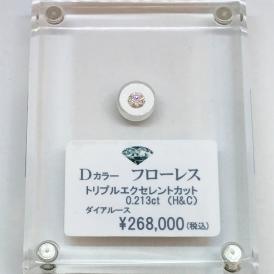 Dカラー フローレス
トリプルエクセレントカット
0.213ct (H&C)
ダイアルース
¥268,000(税込)